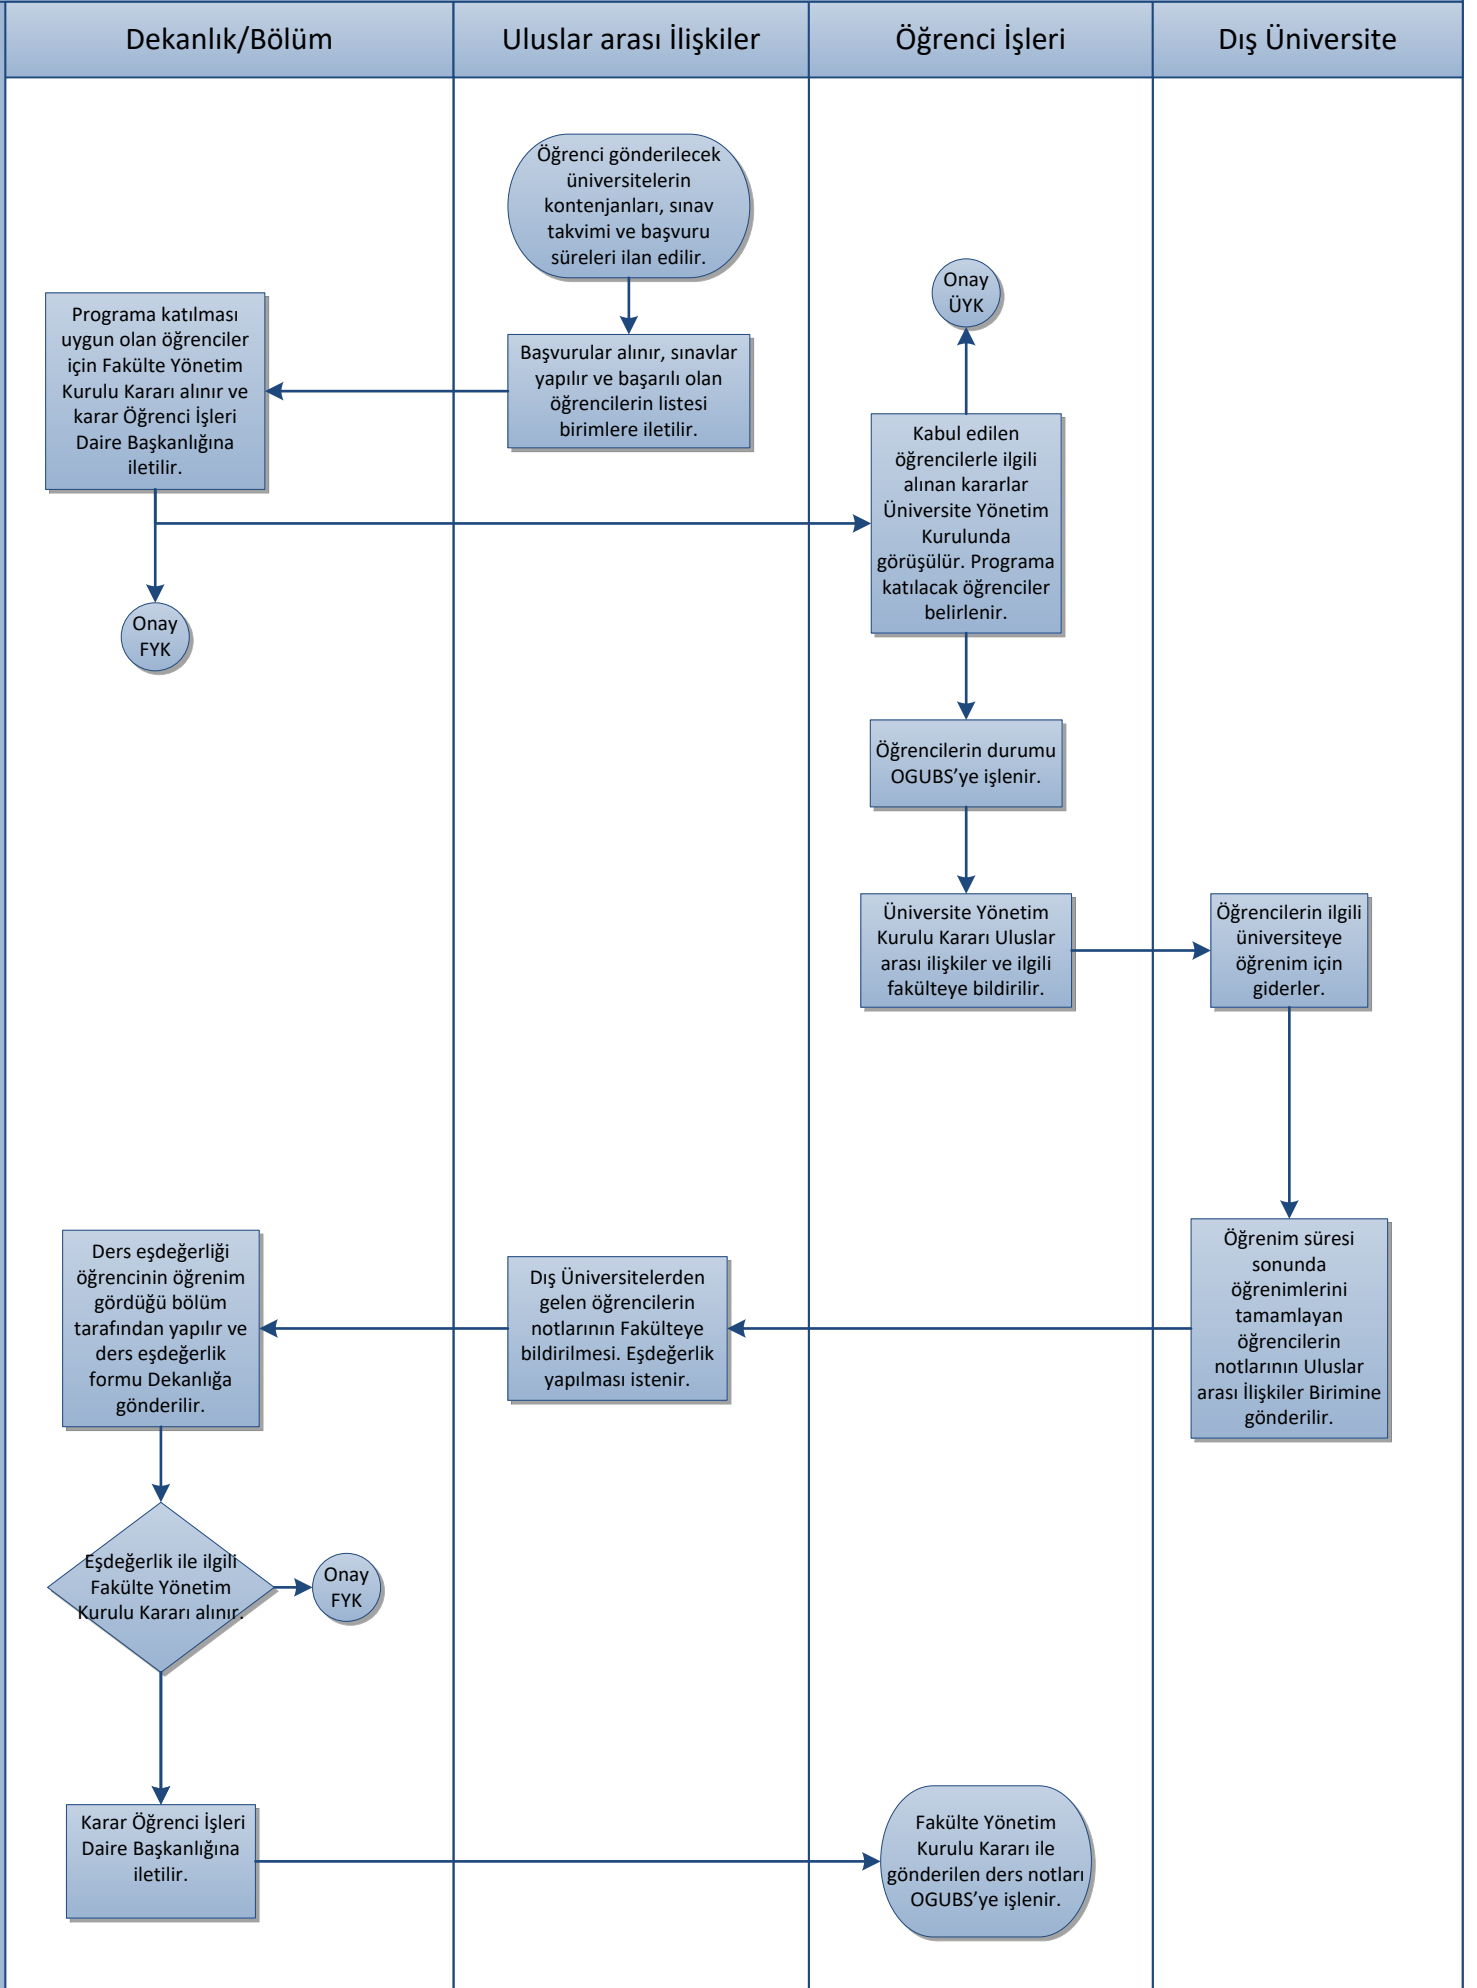 Dekanlık/Bölüm
Uluslar arası İlişkiler
Öğrenci İşleri
Dış Üniversite
Öğrenci gönderilecek
üniversitelerin
kontenjanları, sınav
takvimi ve başvuru
süreleri ilan edilir.
Başvurular alınır, sınavlar
yapılır ve başarılı olan
öğrencilerin listesi
birimlere iletilir.
Programa katılması
uygun olan öğrenciler
için Fakülte Yönetim
Kurulu Kararı alınır ve
karar Öğrenci İşleri
Daire Başkanlığına
iletilir.
Onay
FYK
Onay
ÜYK
Kabul edilen
öğrencilerle ilgili
alınan kararlar
Üniversite Yönetim
Kurulunda
görüşülür. Programa
katılacak öğrenciler
belirlenir.
Öğrencilerin durumu
OGUBS’ye işlenir.
Üniversite Yönetim
Kurulu Kararı Uluslar
arası ilişkiler ve ilgili
fakülteye bildirilir.
Öğrencilerin ilgili
üniversiteye
öğrenim için
giderler.
Öğrenim süresi
sonunda
öğrenimlerini
tamamlayan
öğrencilerin
notlarının Uluslar
arası İlişkiler Birimine
gönderilir.
Dış Üniversitelerden
gelen öğrencilerin
notlarının Fakülteye
bildirilmesi. Eşdeğerlik
yapılması istenir.
Ders eşdeğerliği
öğrencinin öğrenim
gördüğü bölüm
tarafından yapılır ve
ders eşdeğerlik
formu Dekanlığa
gönderilir.
Eşdeğerlik ile ilgili
Fakülte Yönetim
Kurulu Kararı alınır.
Onay
FYK
Karar Öğrenci İşleri
Daire Başkanlığına
iletilir.
Fakülte Yönetim
Kurulu Kararı ile
gönderilen ders notları
OGUBS’ye işlenir.